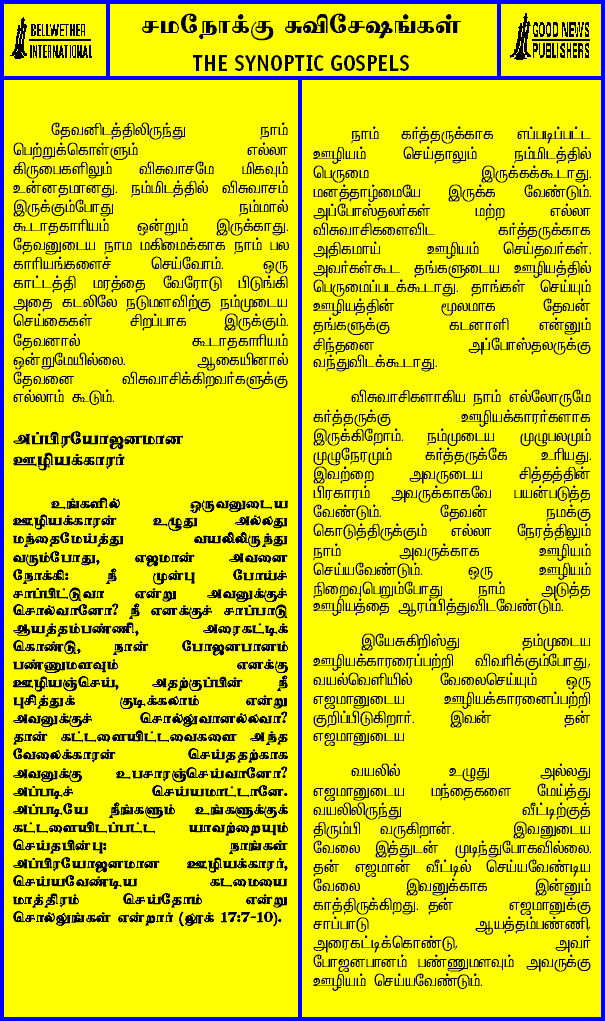 BELLWETHER
INTERNATIONAL
சமநோக்கு சுவிசேஷங்கள்
THE SYNOPTIC GOSPELS
GOOD NEWS
PUBLISHERS
தேவனிடத்திலிருந்து நாம்
பெற்றுக்கொள்ளும் எல்லா
கிருபைகளிலும் விசுவாசமே மிகவும்
உன்னதமானது. நம்மிடத்தில் விசுவாசம்
இருக்கும்போது நம்மால்
கூடாதகாரியம் ஒன்றும் இருக்காது.
தேவனுடைய நாம மகிமைக்காக நாம் பல
காரியங்களைச் செய்வோம். ஒரு
காட்டத்தி மரத்தை வேரோடு பிடுங்கி
அதை கடலிலே நடுமளவிற்கு நம்முடைய
செய்கைகள் சிறப்பாக இருக்கும்.
தேவனால் கூடாதகாரியம்
ஒன்றுமேயில்லை. ஆகையினால்
தேவனை விசுவாசிக்கிறவர்களுக்கு
எல்லாம் கூடும்.
அப்பிரயோஜனமான
ஊழியக்காரர்
உங்களில் ஒருவனுடைய
ஊழியக்காரன் உழுது அல்லது
மந்தைமேய்த்து வயலிலிருந்து
வரும்போது, எஜமான் அவனை
நோக்கி: நீ முன்பு போய்ச்
சாப்பிட்டுவா என்று அவனுக்குச்
சொல்வானோ? நீ எனக்குச் சாப்பாடு
ஆயத்தம்பண்ணி, அரைகட்டிக்
கொண்டு, நான் போஜனபானம்
பண்ணுமளவும் எனக்கு
ஊழியஞ்செய், அதற்குப்பின் நீ
புசித்துக் குடிக்கலாம் என்று
அவனுக்குச் சொல்லுவானல்லவா?
தான் கட்டளையிட்டவைகளை அந்த
வேலைக்காரன் செய்ததற்காக
அவனுக்கு உபசாரஞ்செய்வானோ?
அப்படிச் செய்யமாட்டானே.
அப்படியே நீங்களும் உங்களுக்குக்
கட்டளையிடப்பட்ட யாவற்றையும்
செய்தபின்பு: நாங்கள்
அப்பிரயோஜனமான ஊழியக்காரர்,
செய்யவேண்டிய கடமையை
மாத்திரம் செய்தோம் என்று
சொல்லுங்கள் என்றார் (லூக் 17:7-10).
நாம் கர்த்தருக்காக எப்படிப்பட்ட
ஊழியம் செய்தாலும் நம்மிடத்தில்
பெருமை இருக்கக்கூடாது.
மனத்தாழ்மையே இருக்க வேண்டும்.
அப்போஸ்தலர்கள் மற்ற எல்லா
விசுவாசிகளைவிட கர்த்தருக்காக
அதிகமாய் ஊழியம் செய்தவர்கள்.
அவர்கள்கூட தங்களுடைய ஊழியத்தில்
பெருமைப்படக்கூடாது. தாங்கள் செய்யும்
ஊழியத்தின் மூலமாக தேவன்
தங்களுக்கு கடனாளி என்னும்
சிந்தனை அப்போஸ்தலருக்கு
வந்துவிடக்கூடாது.
விசுவாசிகளாகிய நாம் எல்லோருமே
கர்த்தருக்கு ஊழியக்காரர்களாக
இருக்கிறோம். நம்முடைய முழுபலமும்
முழுநேரமும் கர்த்தருக்கே உரியது.
இவற்றை அவருடைய சித்தத்தின்
பிரகாரம் அவருக்காகவே பயன்படுத்த
வேண்டும். தேவன் நமக்கு
கொடுத்திருக்கும் எல்லா நேரத்திலும்
நாம் அவருக்காக ஊழியம்
செய்யவேண்டும். ஒரு ஊழியம்
நிறைவுபெறும்போது நாம் அடுத்த
ஊழியத்தை ஆரம்பித்துவிடவேண்டும்.
இயேசுகிறிஸ்து தம்முடைய
ஊழியக்காரரைப்பற்றி விவரிக்கும்போது,
வயல்வெளியில் வேலைசெய்யும் ஒரு
எஜமானுடைய ஊழியக்காரனைப்பற்றி
குறிப்பிடுகிறார். இவன் தன்
எஜமானுடைய
வயலில் உழுது அல்லது
எஜமானுடைய மந்தைகளை மேய்த்து
வயலிலிருந்து வீட்டிற்குத்
திரும்பி வருகிறான். இவனுடைய
வேலை இத்துடன் முடிந்துபோகவில்லை.
தன் எஜமான் வீட்டில் செய்யவேண்டிய
வேலை இவனுக்காக இன்னும்
காத்திருக்கிறது. தன் எஜமானுக்கு
சாப்பாடு ஆயத்தம்பண்ணி,
அரைகட்டிக்கொண்டு, அவர்
போஜனபானம் பண்ணுமளவும் அவருக்கு
ஊழியம் செய்யவேண்டும்.